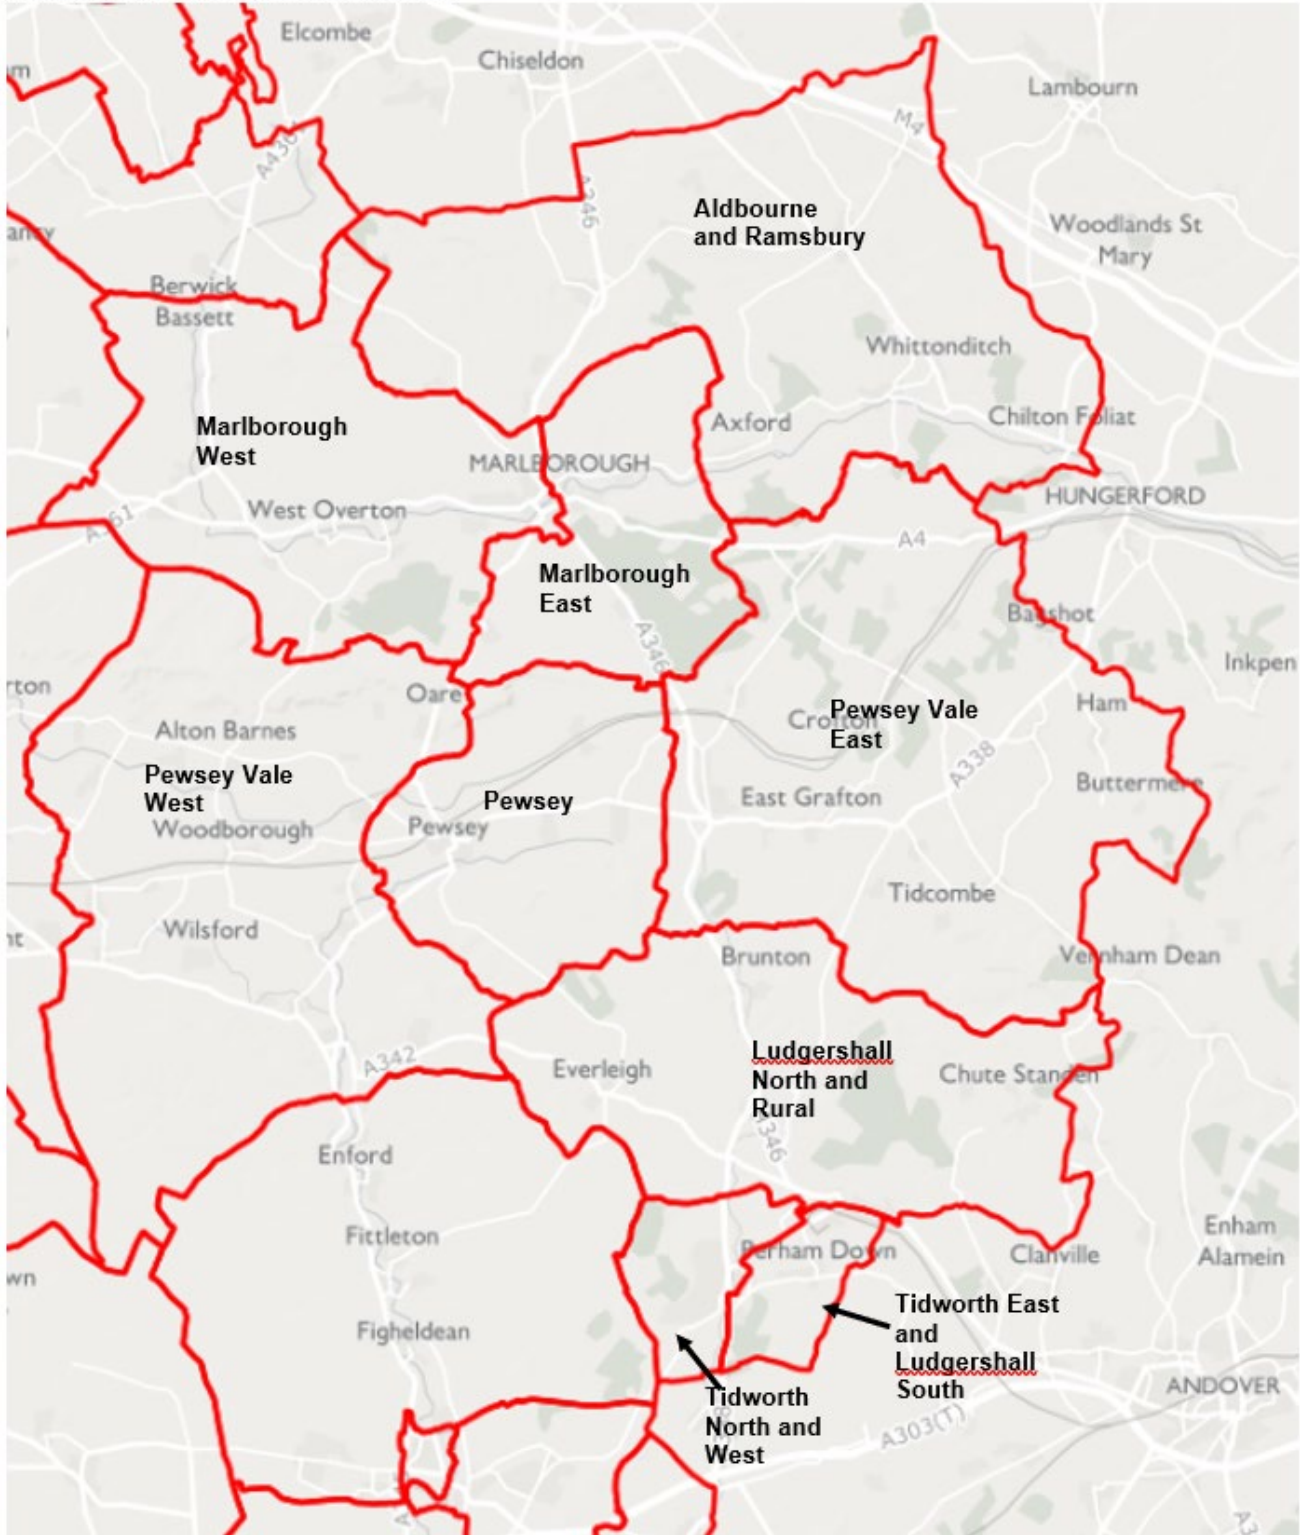 Elcombe
Chiseldon
Lambourn
M4
A4361
A346
Aldbourne
and Ramsbury
Woodlands St
Mary
Berwick
Bassett
Whittonditch
Marlborough
West
Axford
Chilton Foliat
MARLBOROUGH
West Overton
HUNGERFORD
A361
A4
Marlborough
East
Bagshot
A346
Inkpen
Oare
Ham
Alton Barnes
Crofton
Pewsey Vale
East
Pewsey Vale
West
A338
Buttermere
Pewsey
East Grafton
Woodborough
Pewsey
Tidcombe
Wilsford
Brunton
Vernham Dean
A342
Everleigh
Ludgershall
North and
Rural
Chute Standen
A346
Enford
Fittleton
Perham Down
Clanville
Enham
Alamein
Tidworth East
and
Ludgershall
South
Figheldean
ANDOVER
Tidworth
North and
West
A303(T)